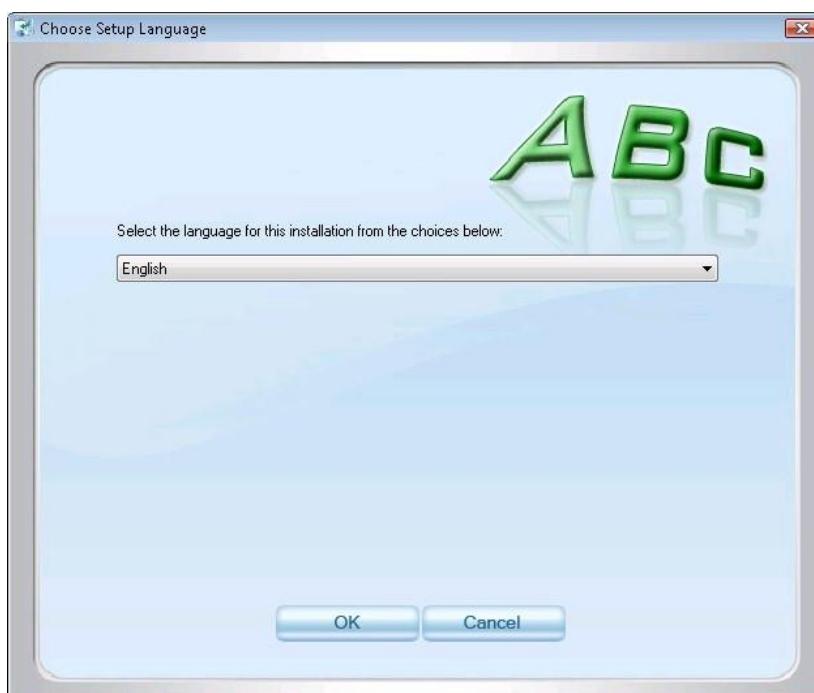 Choose Setup Language
ABC
Select the language for this installation from the choices below:
English
OK
Cancel